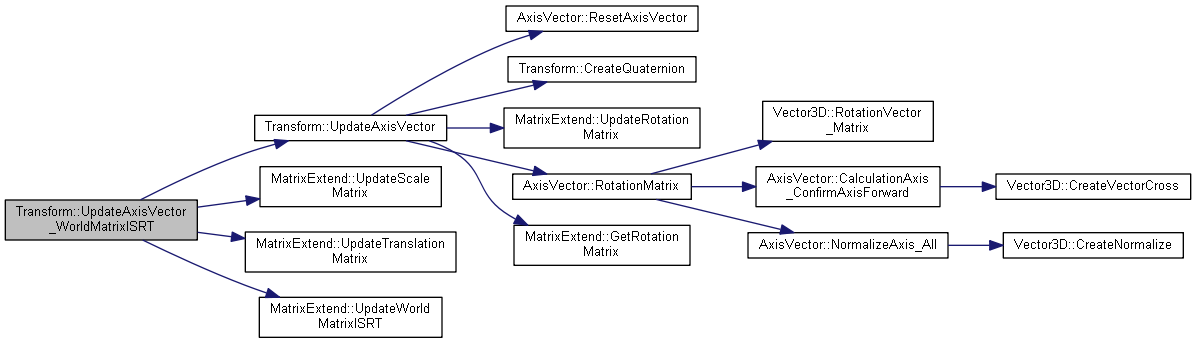 Transform::UpdateAxisVector
_WorldMatrixISRT
Transform::UpdateAxisVector
MatrixExtend::UpdateScale
Matrix
MatrixExtend::UpdateTranslation
Matrix
MatrixExtend::UpdateWorld
MatrixISRT
AxisVector::ResetAxisVector
Transform::CreateQuaternion
MatrixExtend::UpdateRotation
Matrix
AxisVector::RotationMatrix
MatrixExtend::GetRotation
Matrix
Vector3D::RotationVector
_Matrix
AxisVector::CalculationAxis
_ConfirmAxisForward
AxisVector::NormalizeAxis_All
Vector3D::CreateVectorCross
Vector3D::CreateNormalize